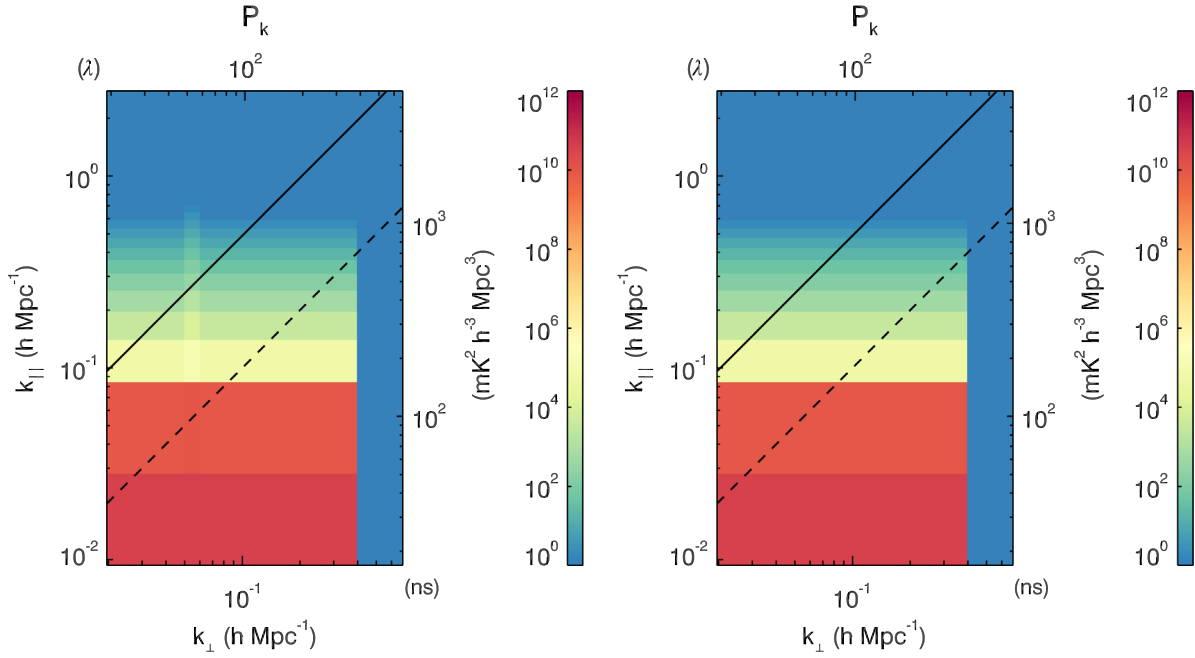 P_k
(λ) 10^2
10^0
10^-1
10^-2
k_|| (h Mpc^-1)
10^3
10^2
(ns)
10^-1
k_⊥ (h Mpc^-1)
10^12
10^10
10^8
10^6
10^4
10^2
10^0
(mK^2 h^-3 Mpc^3)
P_k
(λ) 10^2
10^0
10^-1
10^-2
k_|| (h Mpc^-1)
10^3
10^2
(ns)
10^-1
k_⊥ (h Mpc^-1)
10^12
10^10
10^8
10^6
10^4
10^2
10^0
(mK^2 h^-3 Mpc^3)